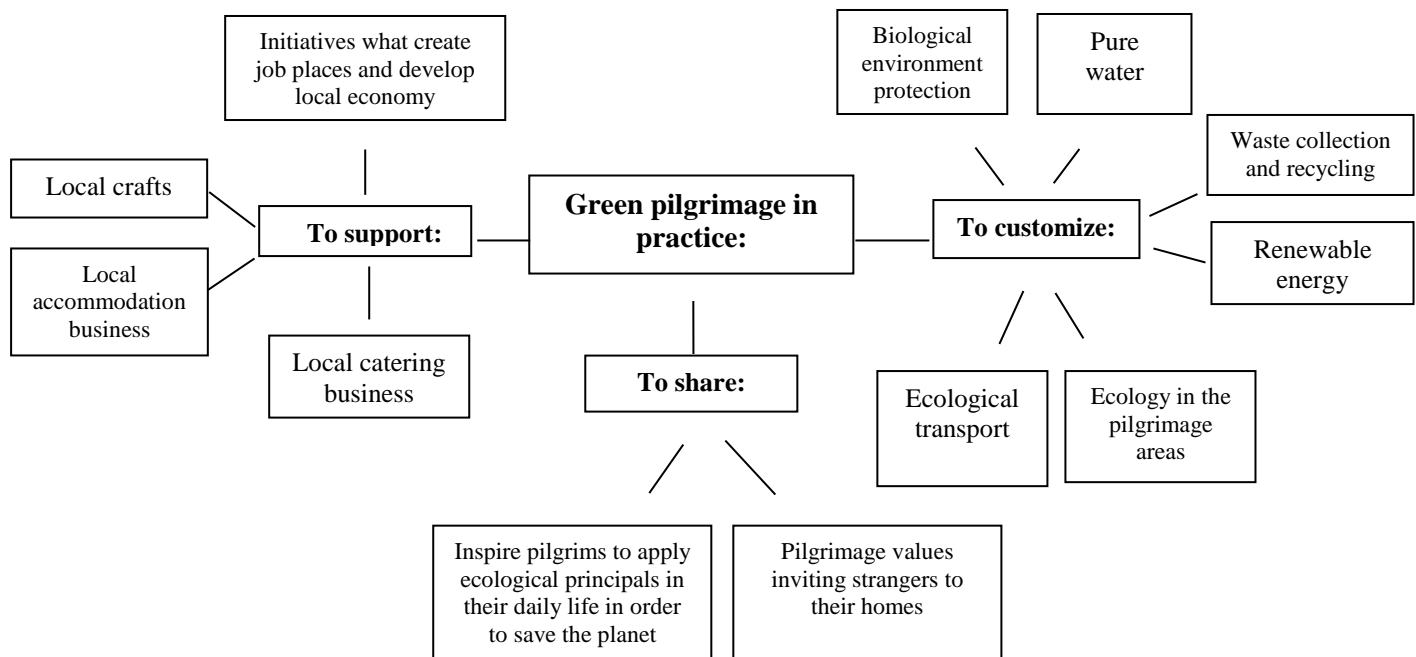 Initiatives what create
job places and develop
local economy
Biological
environment
protection
Pure
water
Waste collection
and recycling
Local crafts
Green pilgrimage in
practice:
To support:
To customize:
Renewable
energy
Local
accommodation
business
Local catering
business
To share:
Ecological
transport
Ecology in the
pilgrimage
areas
Inspire pilgrims to apply
ecological principals in
their daily life in order
to save the planet
Pilgrimage values
inviting strangers to
their homes